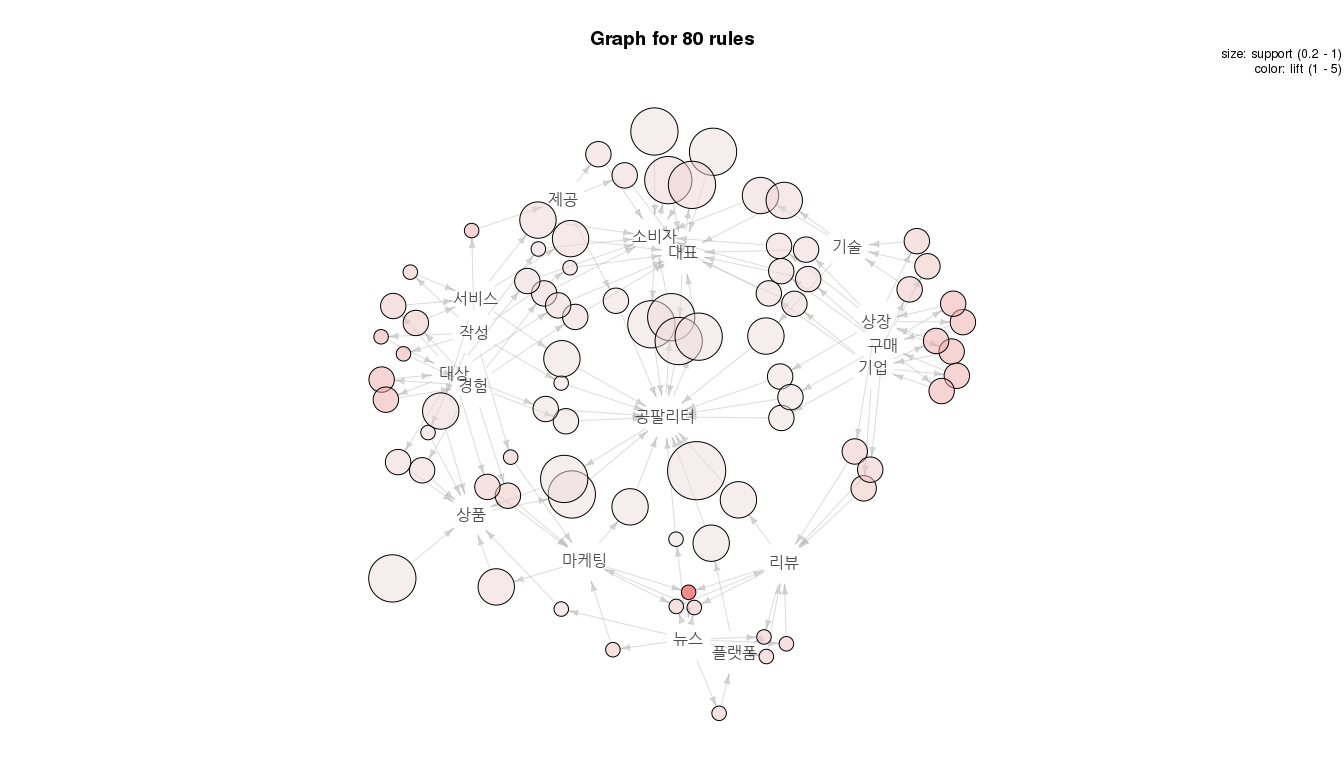 Graph for 80 rules
size: support (0.2 - 1)
color: lift (1 - 5)
제공
소비자
대표
기술
서비스
작성
상장
구매
대상
기업
경험
공팔리터
상품
마케팅
리뷰
뉴스
플랫폼